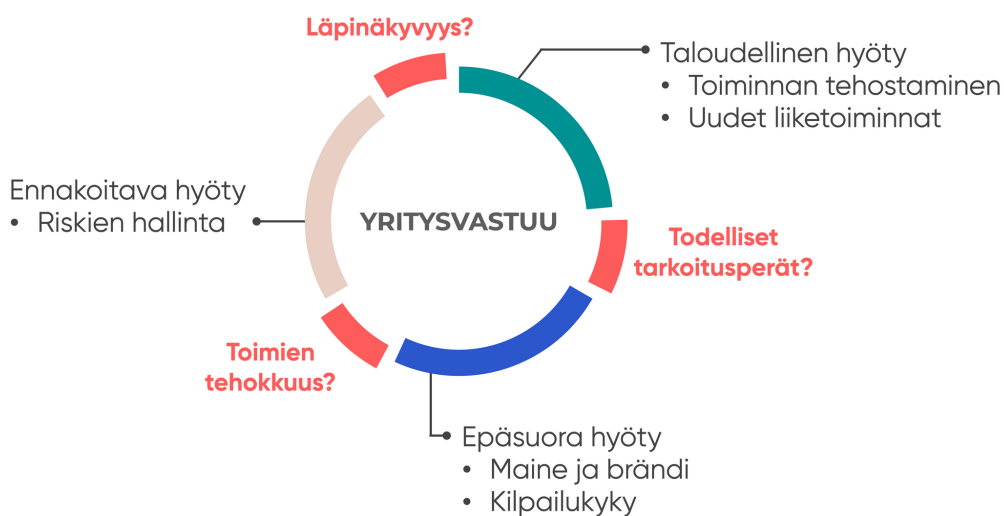 Läpinäkyvyys?
Taloudellinen hyöty
• Toiminnan tehostaminen
• Uudet liiketoiminnat
Ennakoitava hyöty
• Riskien hallinta
YRITYSVASTUU
Todelliset
tarkoitusperät?
Toimien
tehokkuus?
Epäsuora hyöty
• Maine ja brändi
• Kilpailukyky